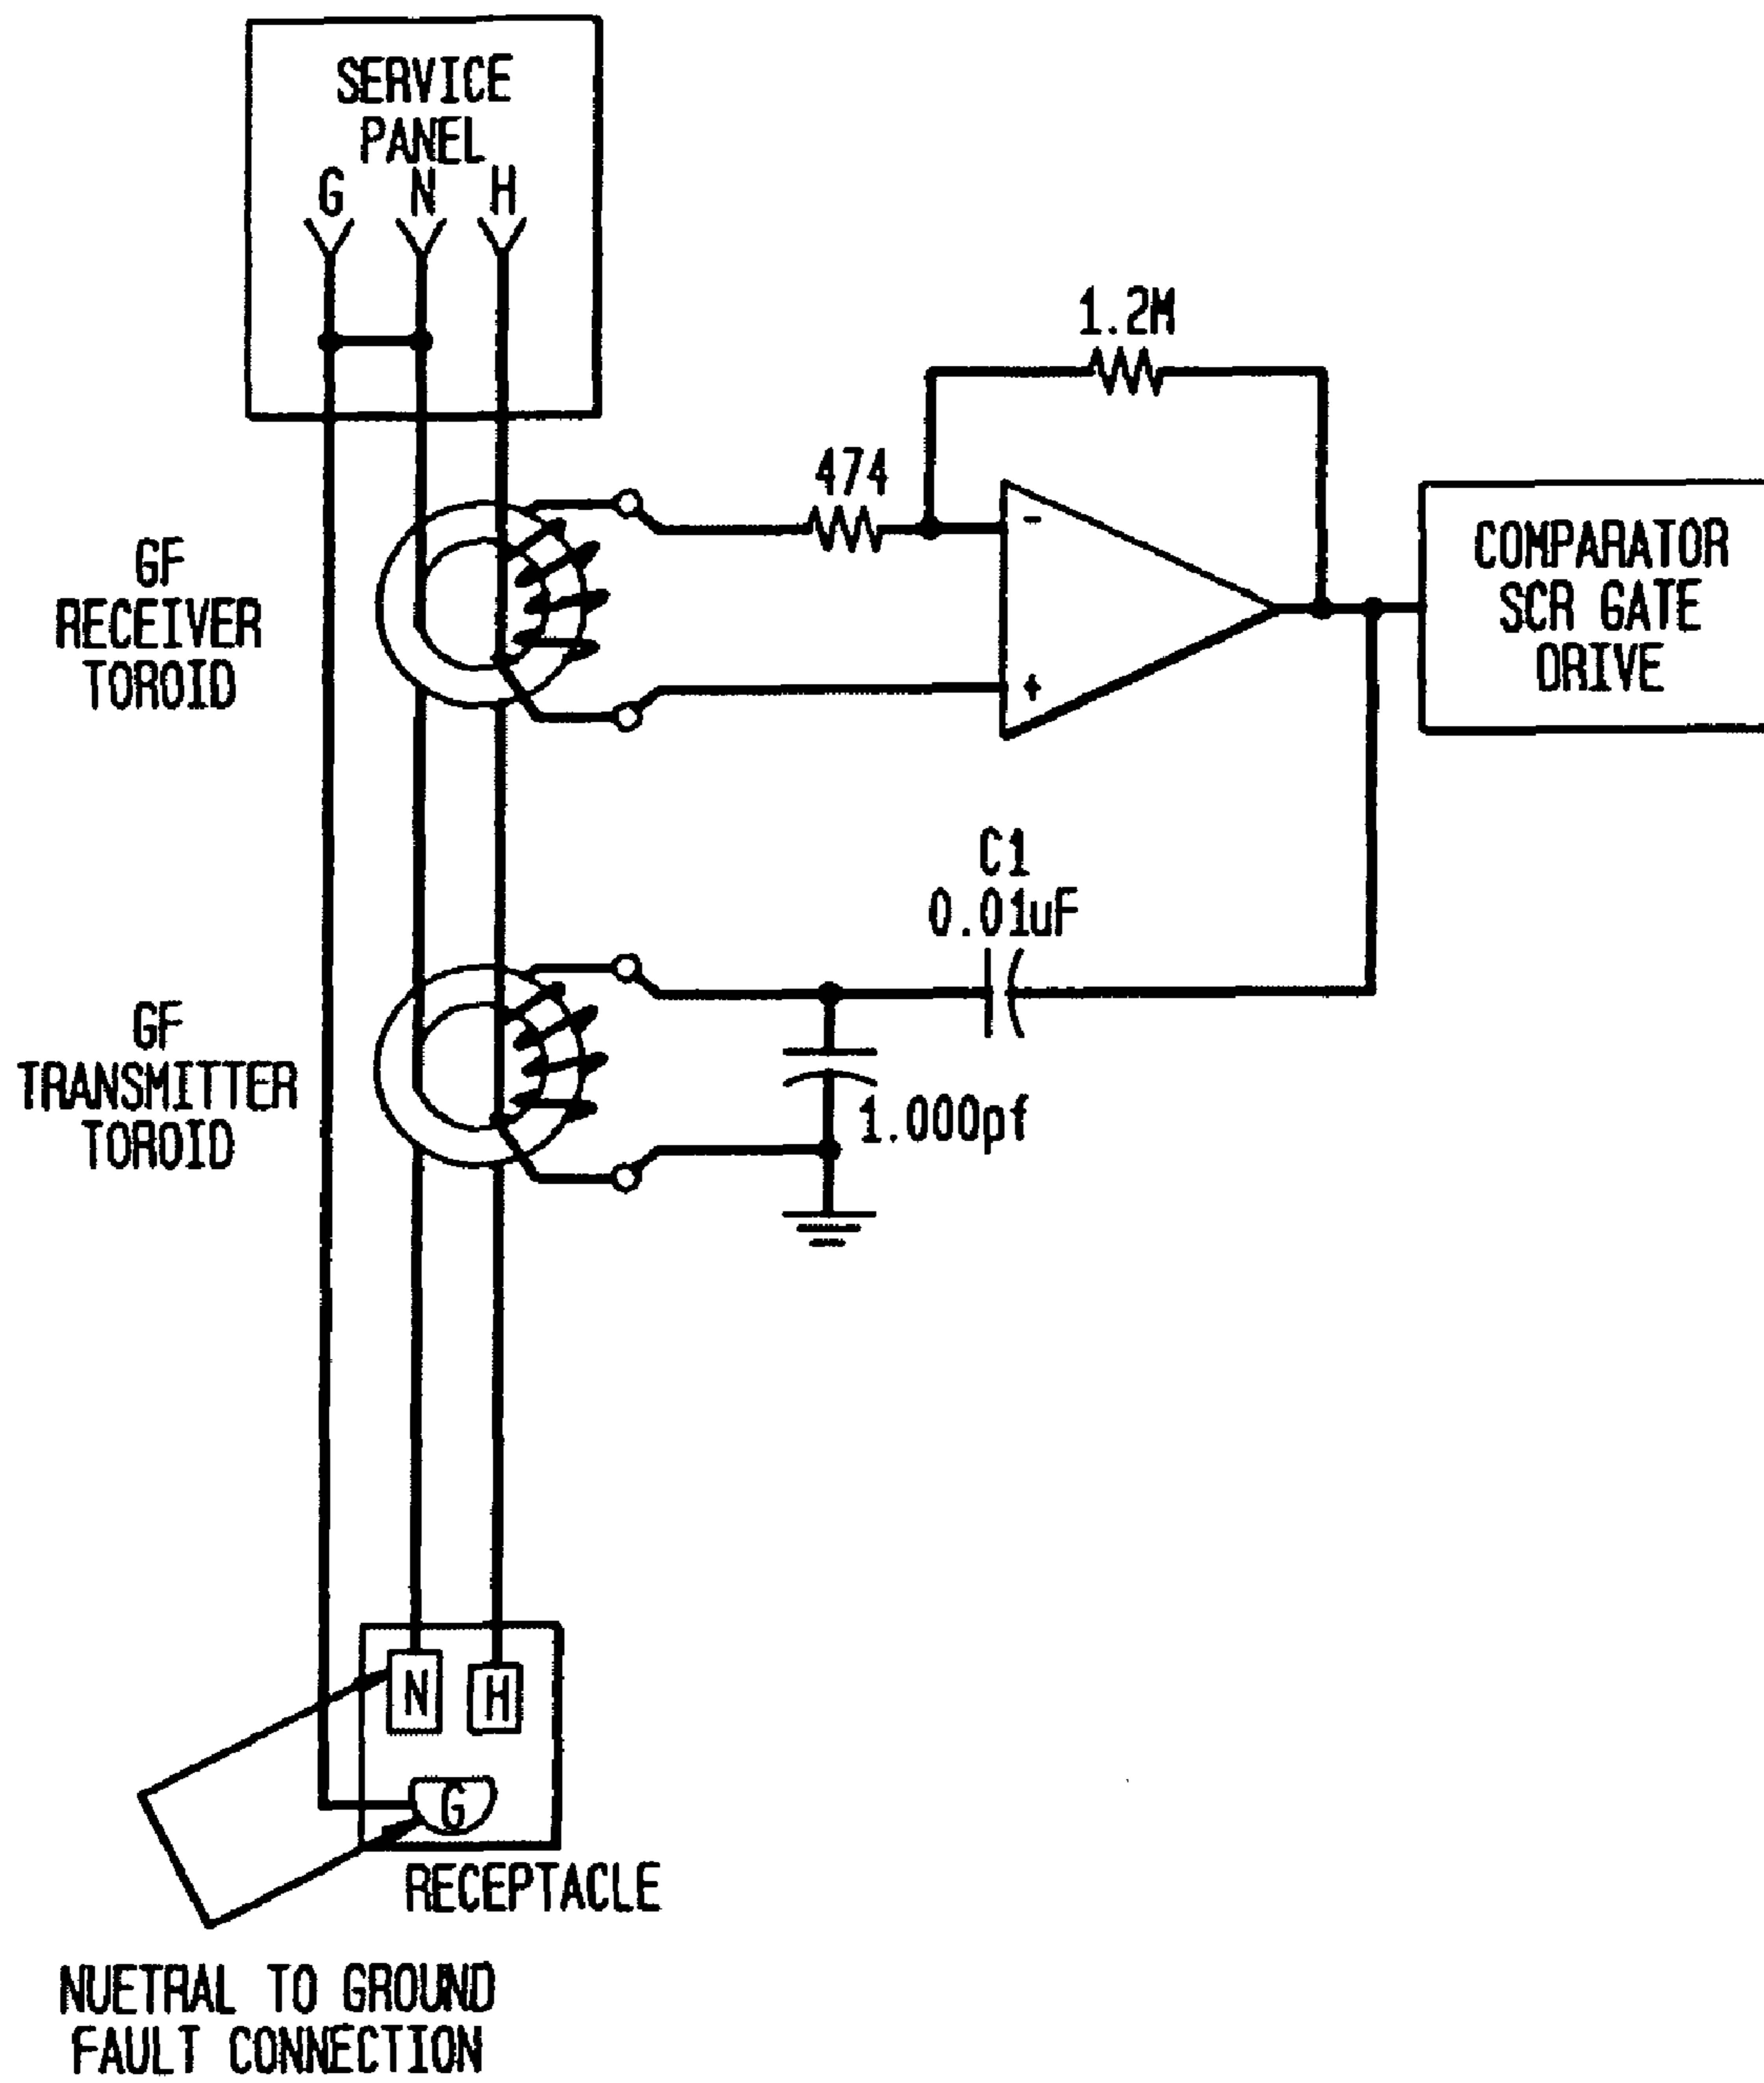 SERVICE
PANEL
G N H
1.2M
474
-
+
COMPARATOR
SCR GATE
DRIVE
GF
RECEIVER
TOROID
C1
0.01uF
GF
TRANSMITTER
TOROID
1.000pf
N H
G
RECEPTACLE
NUETRAL TO GROUND
FAULT CONNECTION